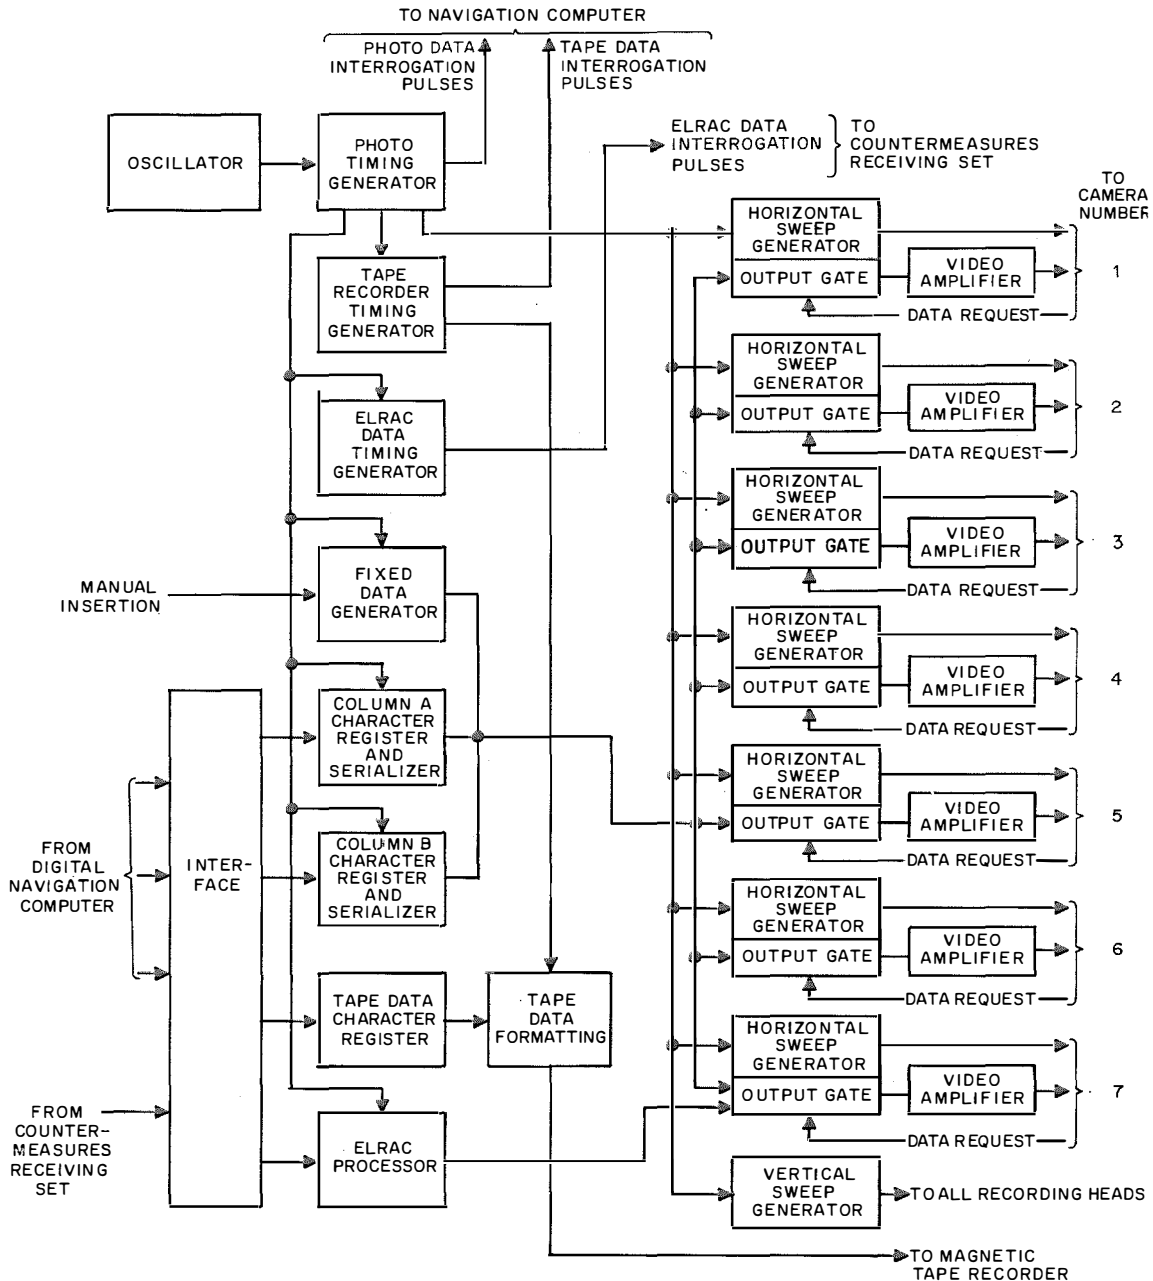 TO NAVIGATION COMPUTER
PHOTO DATA
INTERROGATION
PULSES
TAPE DATA
INTERROGATION
PULSES
OSCILLATOR
PHOTO
TIMING
GENERATOR
ELRAC DATA
INTERROGATION
PULSES
TO
COUNTERMEASURES
RECEIVING SET
TO
CAMERA
NUMBER
TAPE
RECORDER
TIMING
GENERATOR
HORIZONTAL
SWEEP
GENERATOR
OUTPUT GATE
VIDEO
AMPLIFIER
DATA REQUEST
1
ELRAC
DATA
TIMING
GENERATOR
HORIZONTAL
SWEEP
GENERATOR
OUTPUT GATE
VIDEO
AMPLIFIER
DATA REQUEST
2
HORIZONTAL
SWEEP
GENERATOR
OUTPUT GATE
VIDEO
AMPLIFIER
DATA REQUEST
3
MANUAL
INSERTION
FIXED
DATA
GENERATOR
HORIZONTAL
SWEEP
GENERATOR
OUTPUT GATE
VIDEO
AMPLIFIER
DATA REQUEST
4
COLUMN A
CHARACTER
REGISTER
AND
SERIALIZER
HORIZONTAL
SWEEP
GENERATOR
OUTPUT GATE
VIDEO
AMPLIFIER
DATA REQUEST
5
FROM
DIGITAL
NAVIGATION
COMPUTER
INTER-
FACE
COLUMN B
CHARACTER
REGISTER
AND
SERIALIZER
HORIZONTAL
SWEEP
GENERATOR
OUTPUT GATE
VIDEO
AMPLIFIER
DATA REQUEST
6
TAPE DATA
CHARACTER
REGISTER
TAPE
DATA
FORMATTING
HORIZONTAL
SWEEP
GENERATOR
OUTPUT GATE
VIDEO
AMPLIFIER
DATA REQUEST
7
FROM
COUNTER-
MEASURES
RECEIVING
SET
ELRAC
PROCESSOR
VERTICAL
SWEEP
GENERATOR
TO ALL RECORDING HEADS
TO MAGNETIC
TAPE RECORDER